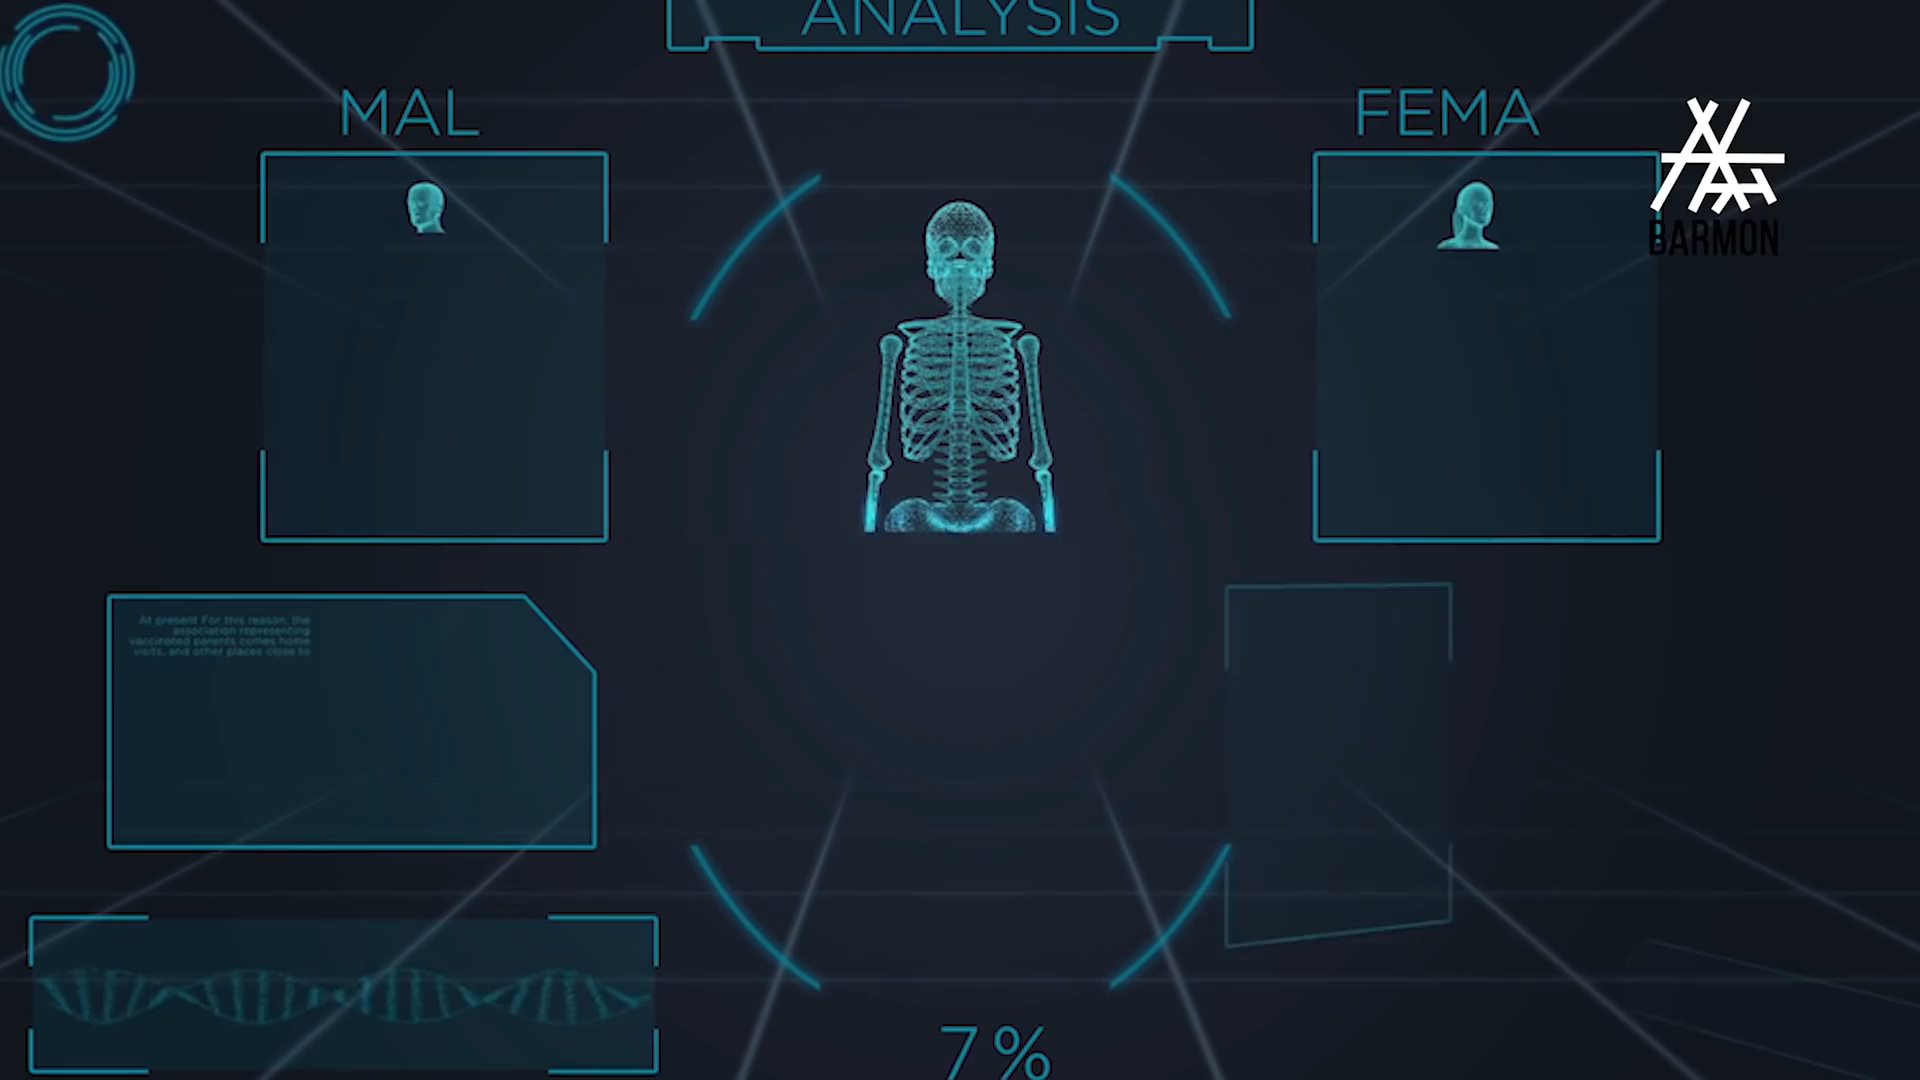 ANALYSIS
MAL
FEMA
BARMON
At present For this reason, the
association representing
vaccinated parents comes home
visits, and other places close to
7%